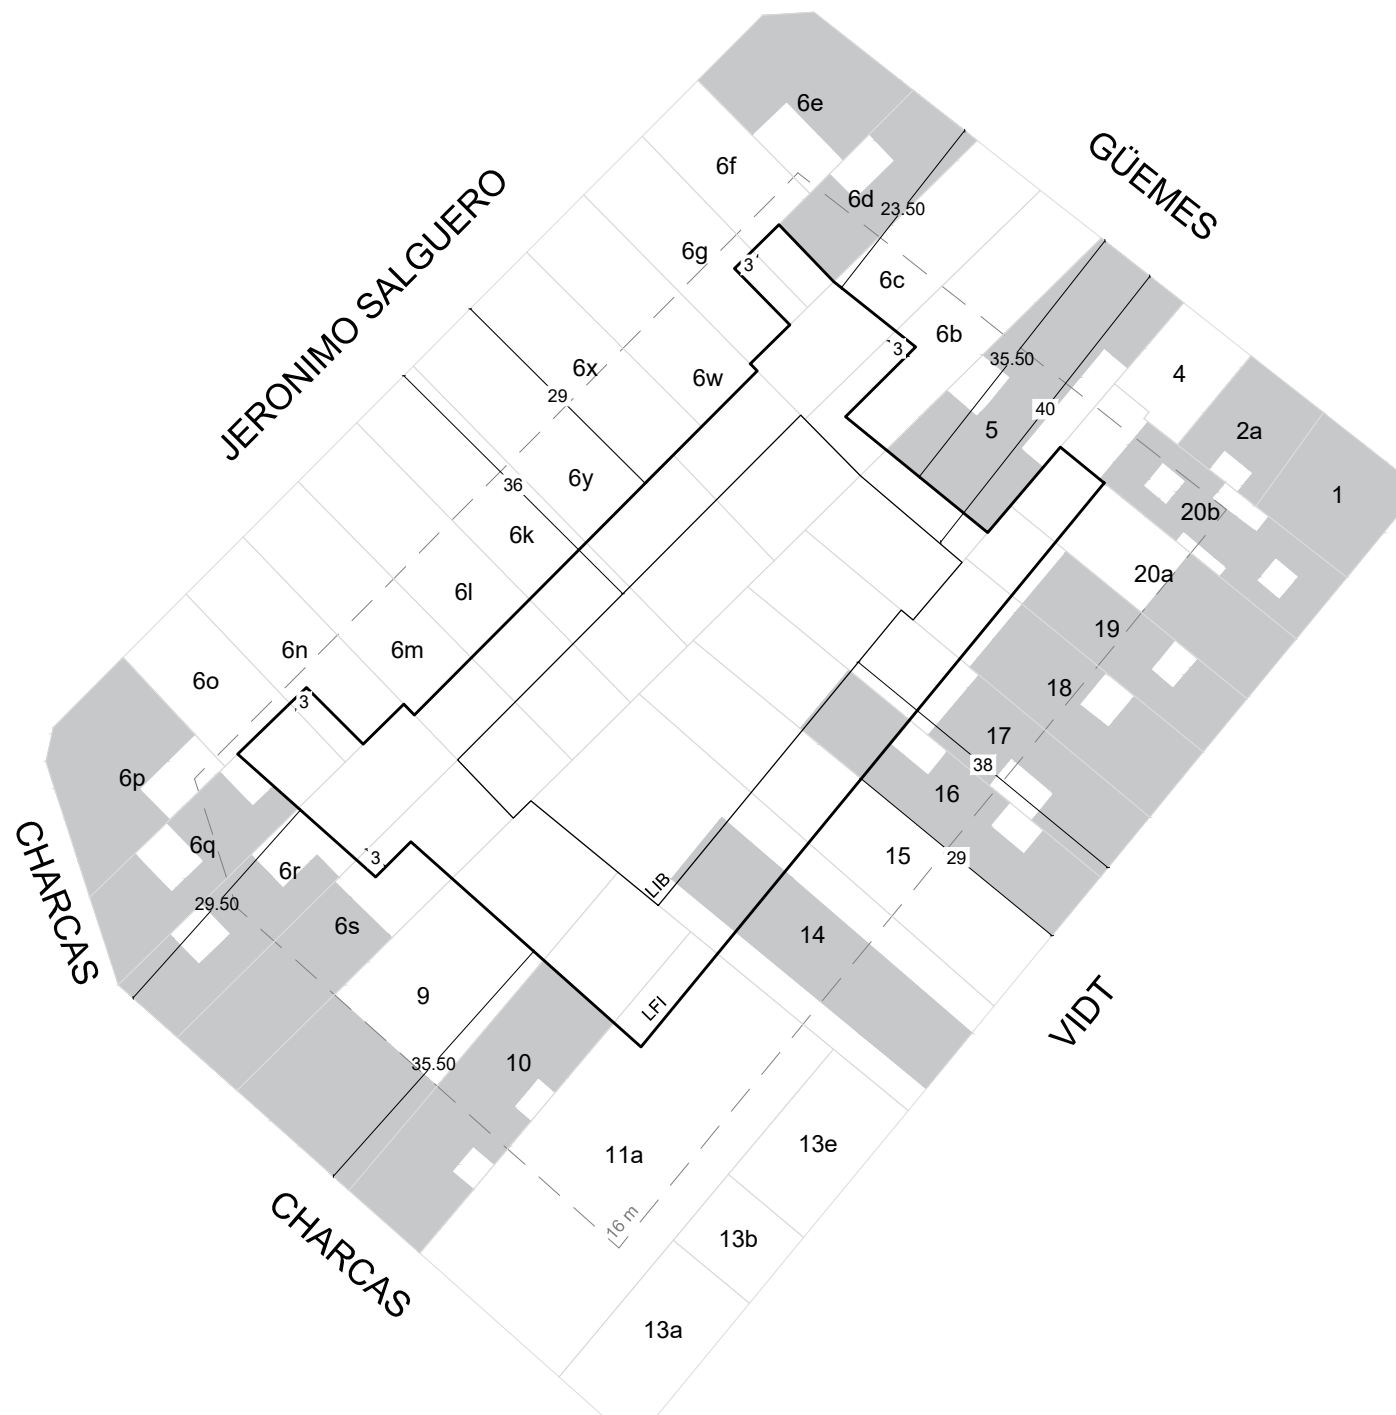 6e
GÜEMES
6f
JERONIMO SALGUERO
6d
23.50
6g
3
6c
6b
3
35.50
4
6x
6w
29
40
5
2a
1
36
6y
20b
6k
20a
6l
19
6n
6m
6o
18
3
17
38
6p
16
CHARCAS
6q
3
15
29
6r
LIB
29.50
6s
14
9
LFI
VIDT
35.50
10
11a
13e
CHARCAS
16 m
13b
13a